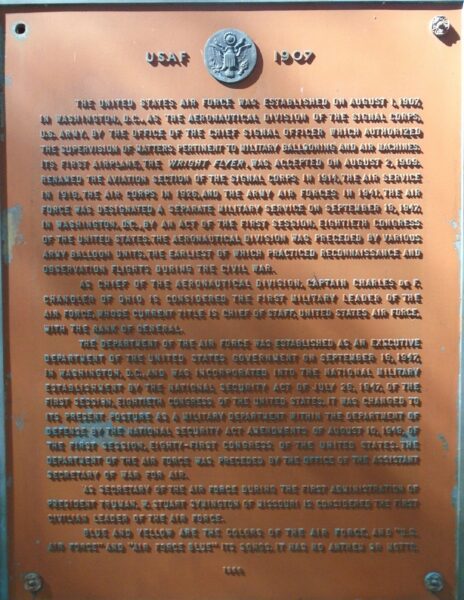 USAF 1907
THE UNITED STATES AIR FORCE WAS ESTABLISHED ON AUGUST 1, 1907,
IN WASHINGTON, D.C., AS THE AERONAUTICAL DIVISION OF THE SIGNAL CORPS,
U.S. ARMY, BY THE OFFICE OF THE CHIEF SIGNAL OFFICER WHICH AUTHORIZED
THE SUPERVISION OF MATTERS PERTINENT TO MILITARY BALLOONING AND AIR MACHINES.
ITS FIRST AIRPLANE, THE WRIGHT FLYER, WAS ACCEPTED ON AUGUST 2, 1909.
RENAMED THE AVIATION SECTION OF THE SIGNAL CORPS IN 1914, THE AIR SERVICE
IN 1918, THE AIR CORPS IN 1926, AND THE ARMY AIR FORCES IN 1941, THE AIR
FORCE WAS DESIGNATED A SEPARATE MILITARY SERVICE ON SEPTEMBER 18, 1947,
IN WASHINGTON, D.C., BY AN ACT OF THE FIRST SESSION, EIGHTIETH CONGRESS
OF THE UNITED STATES. THE AERONAUTICAL DIVISION WAS PRECEDED BY VARIOUS
ARMY BALLOON UNITS, THE EARLIEST OF WHICH PRACTICED RECONNAISSANCE AND
OBSERVATION FLIGHTS DURING THE CIVIL WAR.
AS CHIEF OF THE AERONAUTICAL DIVISION, CAPTAIN CHARLES DE F.
CHANDLER OF OHIO IS CONSIDERED THE FIRST MILITARY LEADER OF THE
AIR FORCE, WHOSE CURRENT TITLE IS CHIEF OF STAFF, UNITED STATES AIR FORCE,
WITH THE RANK OF GENERAL.
THE DEPARTMENT OF THE AIR FORCE WAS ESTABLISHED AS AN EXECUTIVE
DEPARTMENT OF THE UNITED STATES GOVERNMENT ON SEPTEMBER 18, 1947,
IN WASHINGTON, D.C., AND WAS INCORPORATED INTO THE NATIONAL MILITARY
ESTABLISHMENT BY THE NATIONAL SECURITY ACT OF JULY 26, 1947, OF THE
FIRST SESSION, EIGHTIETH CONGRESS OF THE UNITED STATES. IT WAS CHANGED TO
ITS PRESENT POSTURE AS A MILITARY DEPARTMENT WITHIN THE DEPARTMENT OF
DEFENSE BY THE NATIONAL SECURITY ACT AMENDMENTS OF AUGUST 10, 1949, OF
THE FIRST SESSION, EIGHTY-FIRST CONGRESS OF THE UNITED STATES. THE
DEPARTMENT OF THE AIR FORCE WAS PRECEDED BY THE OFFICE OF THE ASSISTANT
SECRETARY OF WAR FOR AIR.
AS SECRETARY OF THE AIR FORCE DURING THE FIRST ADMINISTRATION OF
PRESIDENT TRUMAN, W. STUART SYMINGTON OF MISSOURI IS CONSIDERED THE FIRST
CIVILIAN LEADER OF THE AIR FORCE.
BLUE AND YELLOW ARE THE COLORS OF THE AIR FORCE, AND "U.S.
AIR FORCE" AND "AIR FORCE BLUE" ITS SONGS. IT HAS NO ANTHEM OR MOTTO.